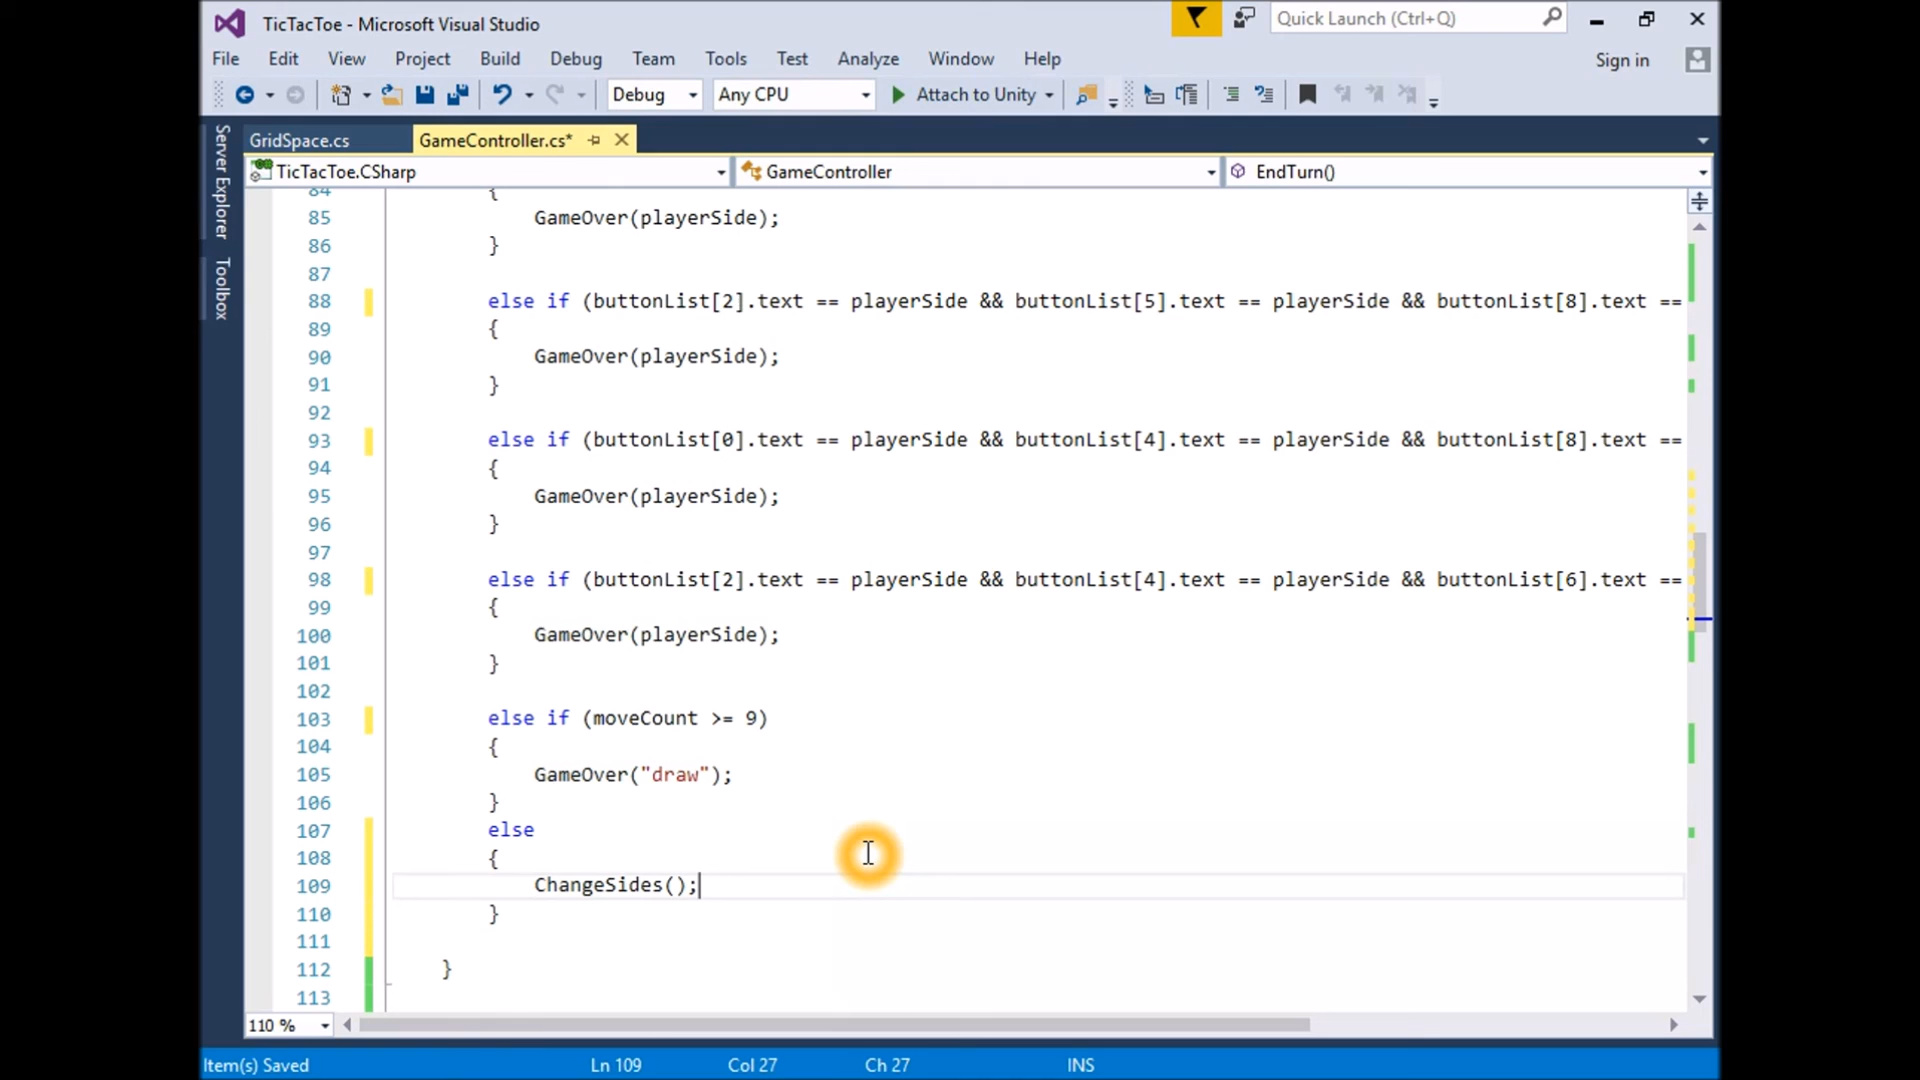 TicTacToe - Microsoft Visual Studio
Quick Launch (Ctrl+Q)
File Edit View Project Build Debug Team Tools Test Analyze Window Help
Sign in
Debug Any CPU Attach to Unity
Server Explorer
Toolbox
GridSpace.cs GameController.cs*
TicTacToe.CSharp GameController EndTurn()
84 {
85 GameOver(playerSide);
86 }
87
88 else if (buttonList[2].text == playerSide && buttonList[5].text == playerSide && buttonList[8].text ==
89 {
90 GameOver(playerSide);
91 }
92
93 else if (buttonList[0].text == playerSide && buttonList[4].text == playerSide && buttonList[8].text ==
94 {
95 GameOver(playerSide);
96 }
97
98 else if (buttonList[2].text == playerSide && buttonList[4].text == playerSide && buttonList[6].text ==
99 {
100 GameOver(playerSide);
101 }
102
103 else if (moveCount >= 9)
104 {
105 GameOver("draw");
106 }
107 else
108 {
109 ChangeSides();
110 }
111
112 }
113
110 %
Item(s) Saved Ln 109 Col 27 Ch 27 INS